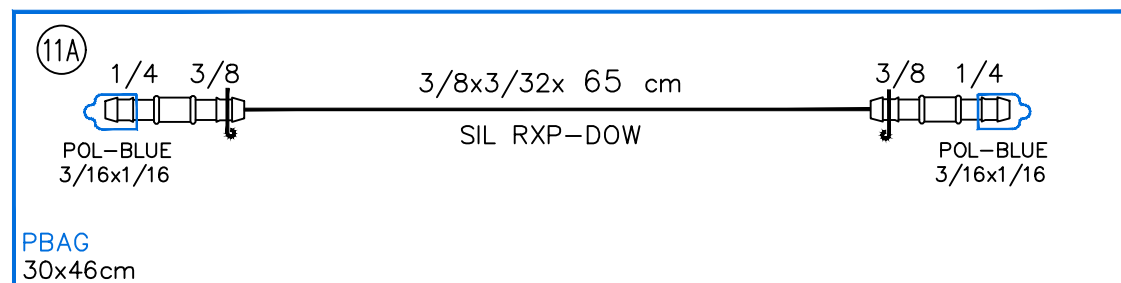 11A
1/4 3/8 3/8x3/32x 65 cm 3/8 1/4
SIL RXP-DOW
POL-BLUE POL-BLUE
3/16x1/16 3/16x1/16
PBAG
30x46cm